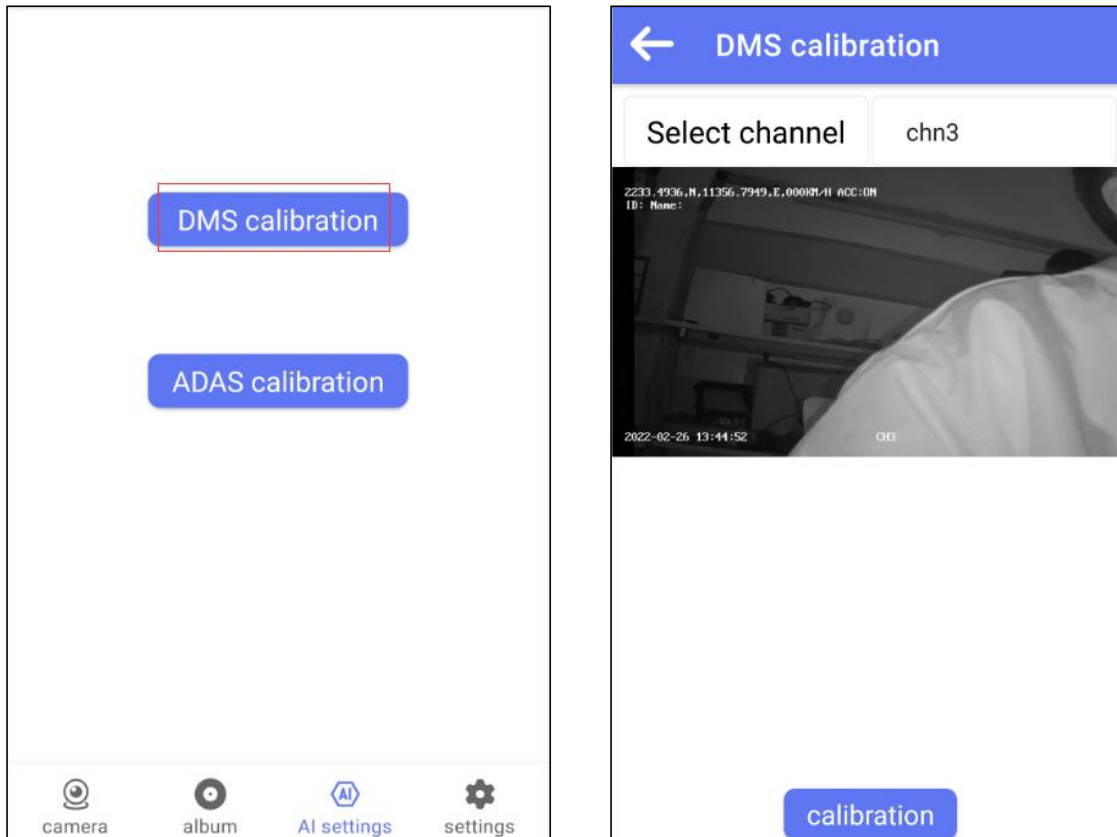 DMS calibration
ADAS calibration
camera
album
AI
AI settings
settings
DMS calibration
Select channel
chn3
2233.4936,N,11356.7949,E,000KM/H ACC:ON
ID: Name:
2022-02-26 13:44:52
CH3
calibration